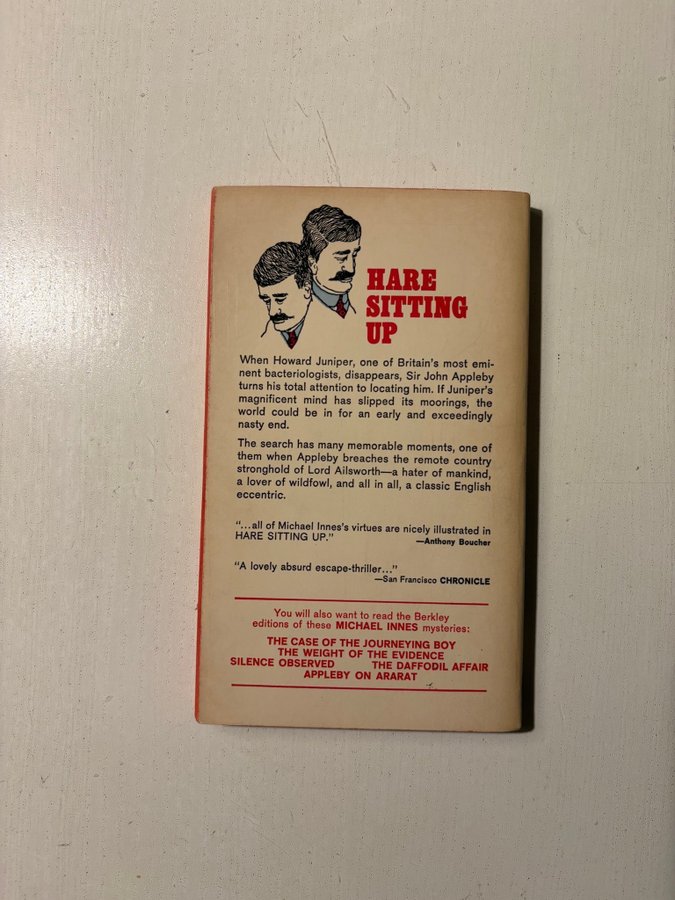 HARE
SITTING
UP
When Howard Juniper, one of Britain's most emi-
nent bacteriologists, disappears, Sir John Appleby
turns his total attention to locating him. If Juniper's
magnificent mind has slipped its moorings, the
world could be in for an early and exceedingly
nasty end.
The search has many memorable moments, one of
them when Appleby breaches the remote country
stronghold of Lord Ailsworth—a hater of mankind,
a lover of wildfowl, and all in all, a classic English
eccentric.
"...all of Michael Innes's virtues are nicely illustrated in
HARE SITTING UP."
—Anthony Boucher
"A lovely absurd escape-thriller..."
—San Francisco CHRONICLE
You will also want to read the Berkley
editions of these MICHAEL INNES mysteries:
THE CASE OF THE JOURNEYING BOY
THE WEIGHT OF THE EVIDENCE
SILENCE OBSERVED THE DAFFODIL AFFAIR
APPLEBY ON ARARAT